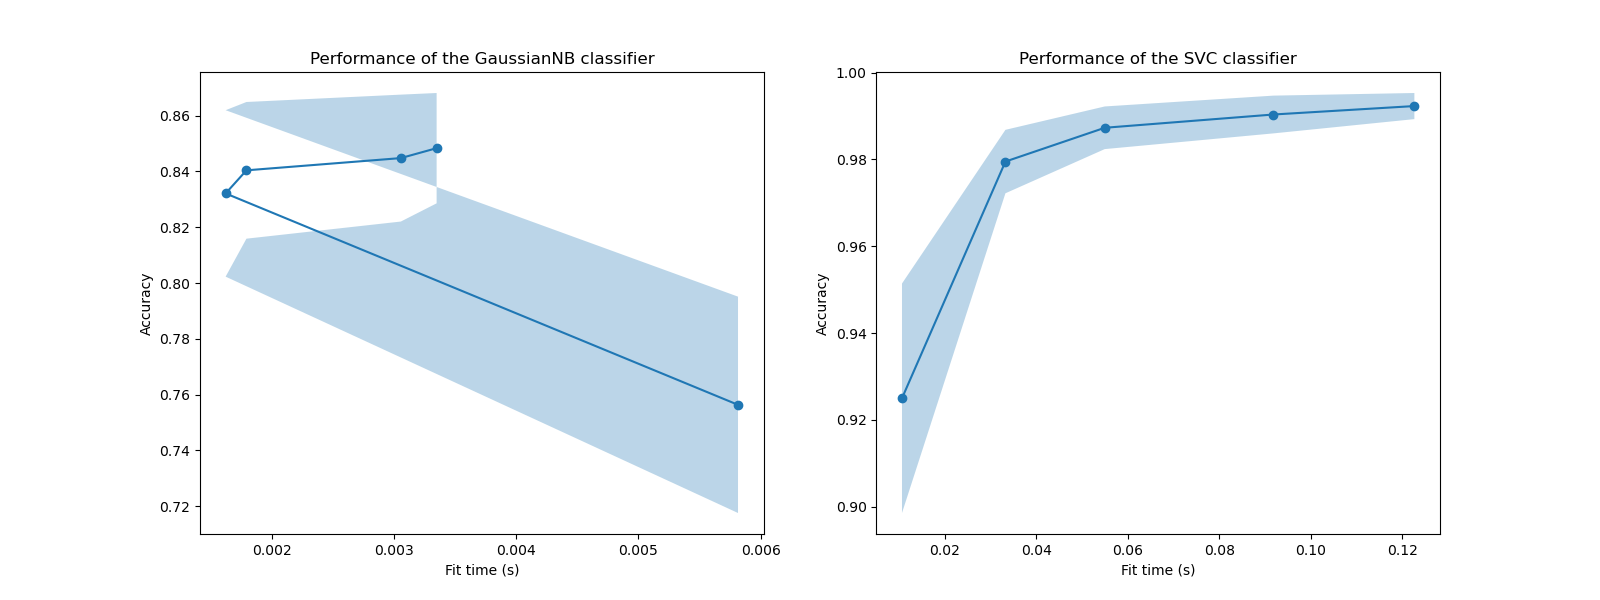 Performance of the GaussianNB classifier
Accuracy
0.86
0.84
0.82
0.80
0.78
0.76
0.74
0.72
0.002 0.003 0.004 0.005 0.006
Fit time (s)
Performance of the SVC classifier
Accuracy
1.00
0.98
0.96
0.94
0.92
0.90
0.02 0.04 0.06 0.08 0.10 0.12
Fit time (s)